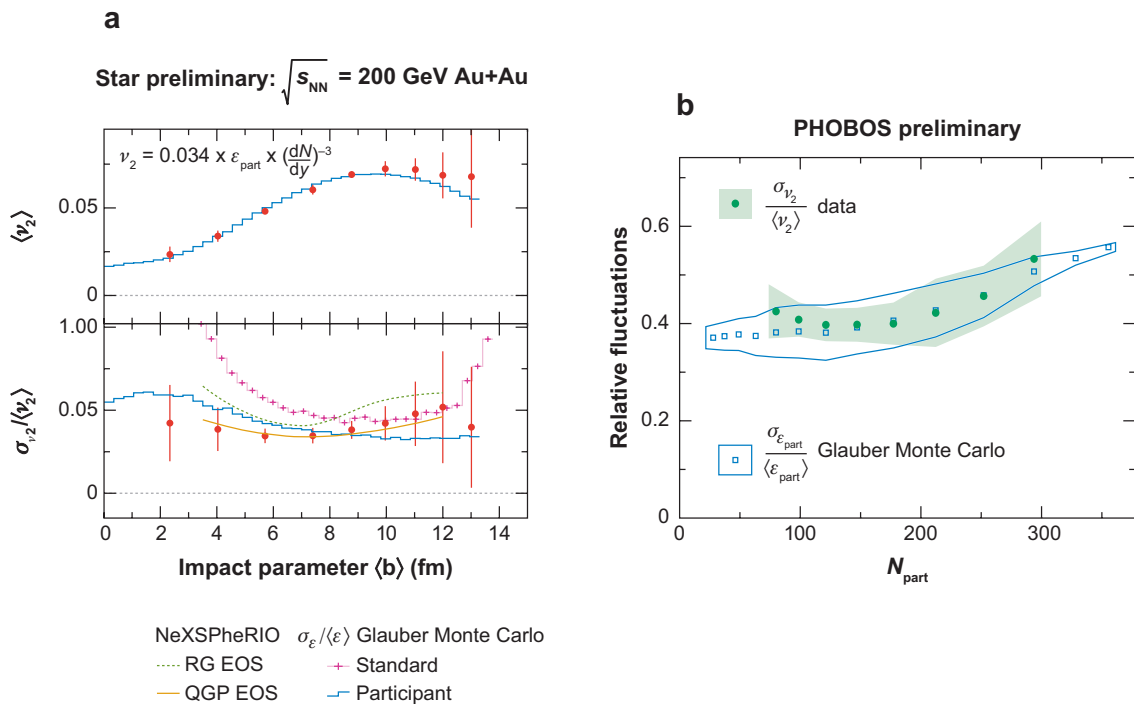 a
Star preliminary: √sNN = 200 GeV Au+Au
ν2 = 0.034 x εpart x (dN/dy)–3
⟨ν2⟩
0.05
0
σν2/⟨ν2⟩
1.00
0.05
0
0 2 4 6 8 10 12 14
Impact parameter ⟨b⟩ (fm)
NeXSPheRIO
RG EOS
QGP EOS
σε/⟨ε⟩ Glauber Monte Carlo
Standard
Participant
b
PHOBOS preliminary
Relative fluctuations
0.6
0.4
0.2
0
σν2/⟨ν2⟩ data
σεpart/⟨εpart⟩ Glauber Monte Carlo
0 100 200 300
Npart